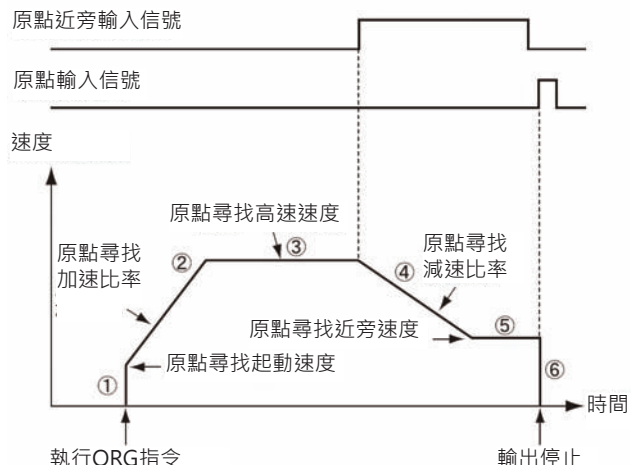 原點近旁輸入信號
原點輸入信號
速度
原點尋找高速速度
原點尋找
加速比率
②
③
④
原點尋找
減速比率
原點尋找近旁速度
⑤
①
原點尋找起動速度
⑥
時間
執行ORG指令
輸出停止